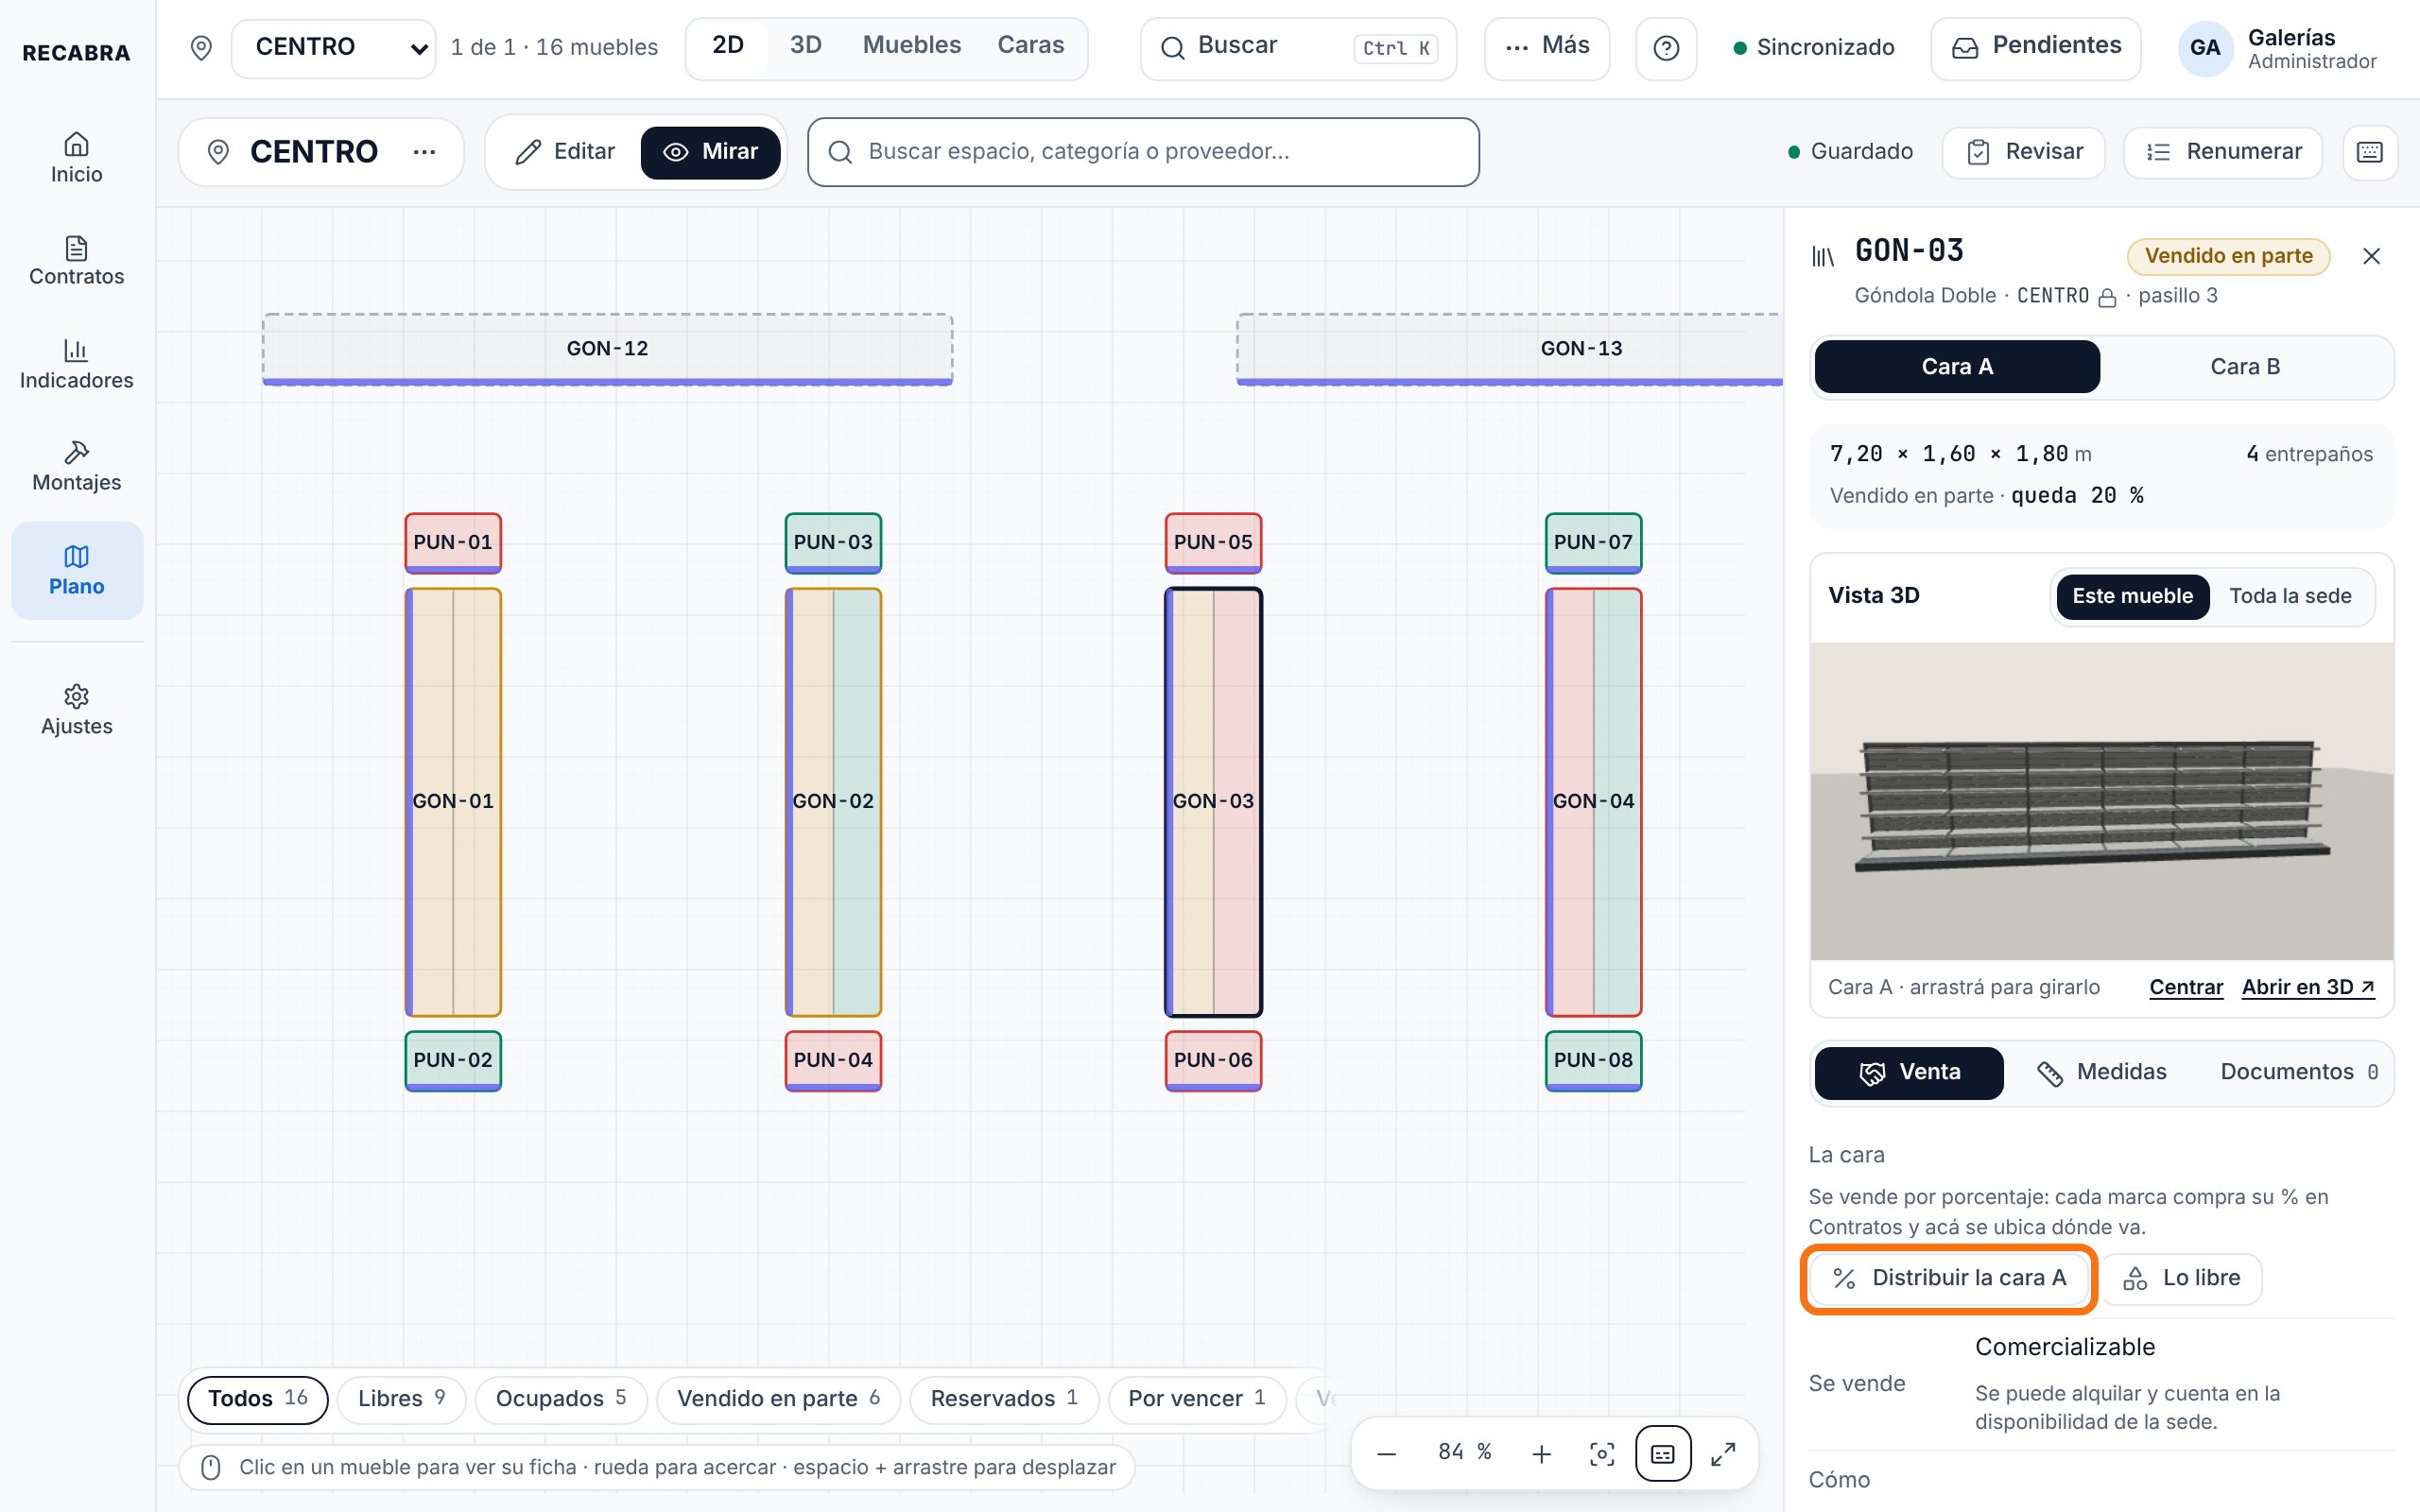 RECABRA
CENTRO
1 de 1 · 16 muebles
2D
3D
Muebles
Caras
Buscar
Ctrl K
Más
Sincronizado
Pendientes
GA
Galerías
Administrador
Inicio
Contratos
Indicadores
Montajes
Plano
Ajustes
CENTRO
Editar
Mirar
Buscar espacio, categoría o proveedor...
Guardado
Revisar
Renumerar
GON-12
GON-13
PUN-01
PUN-03
PUN-05
PUN-07
GON-01
GON-02
GON-03
GON-04
PUN-02
PUN-04
PUN-06
PUN-08
Todos 16
Libres 9
Ocupados 5
Vendido en parte 6
Reservados 1
Por vencer 1
Clic en un mueble para ver su ficha · rueda para acercar · espacio + arrastre para desplazar
84 %
GON-03
Vendido en parte
Góndola Doble · CENTRO · pasillo 3
Cara A
Cara B
7,20 × 1,60 × 1,80 m
4 entrepaños
Vendido en parte · queda 20 %
Vista 3D
Este mueble
Toda la sede
Cara A · arrastrá para girarlo
Centrar
Abrir en 3D ↗
Venta
Medidas
Documentos 0
La cara
Se vende por porcentaje: cada marca compra su % en
Contratos y acá se ubica dónde va.
Distribuir la cara A
Lo libre
Se vende
Comercializable
Se puede alquilar y cuenta en la
disponibilidad de la sede.
Cómo